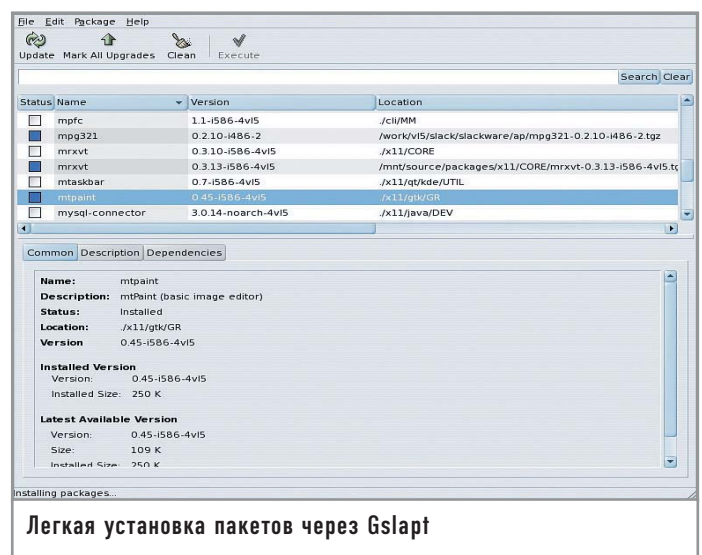 File Edit Package Help
Update Mark All Upgrades Clean Execute
Search Clear
Status Name Version Location
mpfc 1.1-i586-4vl5 ./cli/MM
mpg321 0.2.10-i486-2 /work/vl5/slack/slackware/ap/mpg321-0.2.10-i486-2.tgz
mrxvt 0.3.10-i586-4vl5 ./x11/CORE
mrxvt 0.3.13-i586-4vl5 /mnt/source/packages/x11/CORE/mrxvt-0.3.13-i586-4vl5.tg
mtaskbar 0.7-i586-4vl5 ./x11/qt/kde/UTIL
mtpaint 0.45-i586-4vl5 ./x11/gtk/GR
mysql-connector 3.0.14-noarch-4vl5 ./x11/java/DEV
Common Description Dependencies
Name: mtpaint
Description: mtPaint (basic image editor)
Status: Installed
Location: ./x11/gtk/GR
Version 0.45-i586-4vl5
Installed Version
Version: 0.45-i586-4vl5
Installed Size: 250 K
Latest Available Version
Version: 0.45-i586-4vl5
Size: 109 K
Installed Size: 250 K
Installing packages...
Легкая установка пакетов через Gslapt